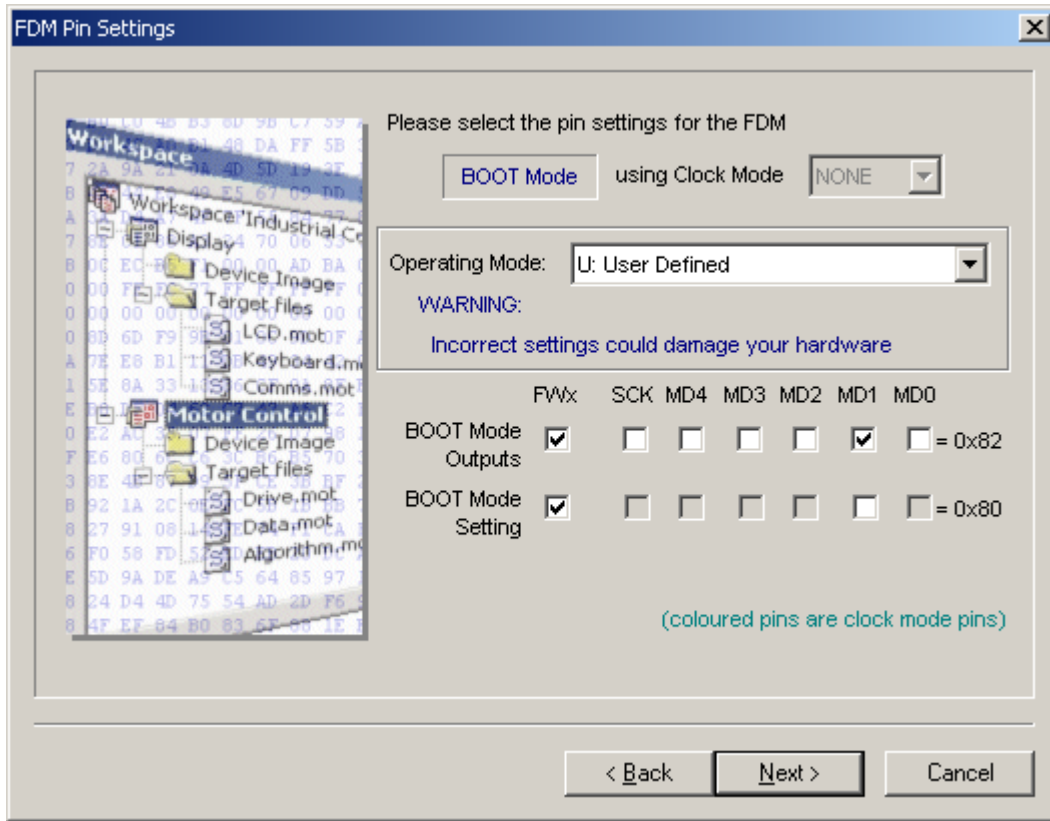 FDM Pin Settings
Please select the pin settings for the FDM
BOOT Mode using Clock Mode NONE
Operating Mode: U: User Defined
WARNING:
Incorrect settings could damage your hardware
FWx SCK MD4 MD3 MD2 MD1 MD0
BOOT Mode Outputs = 0x82
BOOT Mode Setting = 0x80
(coloured pins are clock mode pins)
Workspace
Workspace 'Industrial Ce
Display
Device Image
Target files
LCD.mot
Keyboard.m
Comms.mot
Motor Control
Device Image
Target files
Drive.mot
Data.mot
Algorithm.mo
< Back
Next >
Cancel